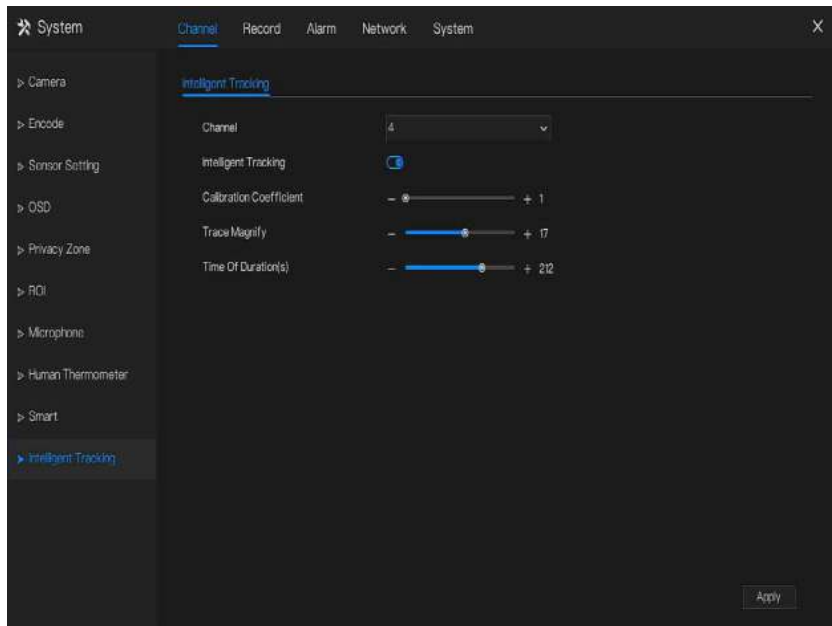 System
Channel Record Alarm Network System X
Camera
Encode
Sensor Setting
OSD
Privacy Zone
ROI
Microphone
Human Thermometer
Smart
Intelligent Tracking
Intelligent Tracking
Channel 4
Intelligent Tracking
Calibration Coefficient − + 1
Trace Magnify − + 17
Time Of Duration(s) − + 212
Apply